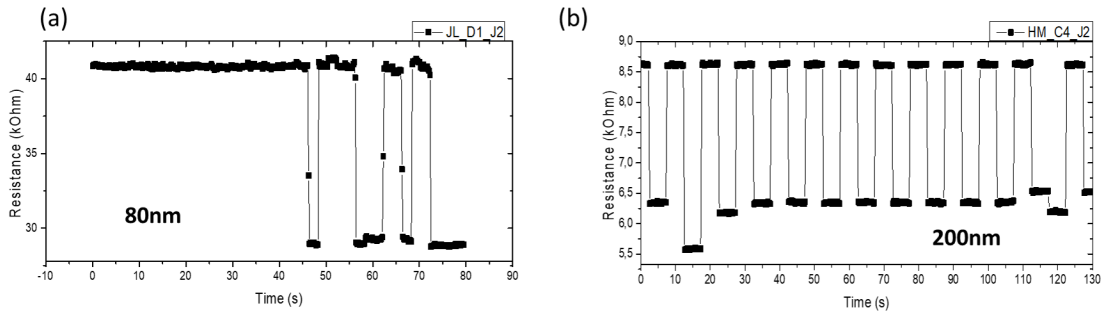 (a)
JL_D1_J2
Resistance (kOhm)
40
35
30
80nm
-10 0 10 20 30 40 50 60 70 80 90
Time (s)
(b)
HM_C4_J2
Resistance (kOhm)
9,0
8,5
8,0
7,5
7,0
6,5
6,0
5,5
200nm
0 10 20 30 40 50 60 70 80 90 100 110 120 130
Time (s)